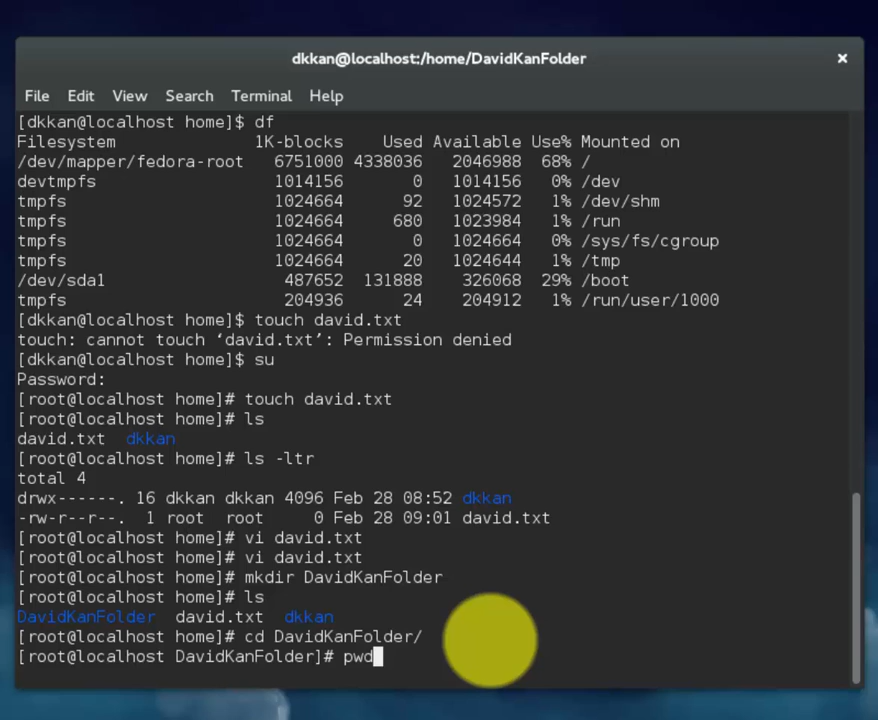 dkkan@localhost:/home/DavidKanFolder ×
File Edit View Search Terminal Help
[dkkan@localhost home]$ df
Filesystem 1K-blocks Used Available Use% Mounted on
/dev/mapper/fedora-root 6751000 4338036 2046988 68% /
devtmpfs 1014156 0 1014156 0% /dev
tmpfs 1024664 92 1024572 1% /dev/shm
tmpfs 1024664 680 1023984 1% /run
tmpfs 1024664 0 1024664 0% /sys/fs/cgroup
tmpfs 1024664 20 1024644 1% /tmp
/dev/sda1 487652 131888 326068 29% /boot
tmpfs 204936 24 204912 1% /run/user/1000
[dkkan@localhost home]$ touch david.txt
touch: cannot touch ‘david.txt’: Permission denied
[dkkan@localhost home]$ su
Password:
[root@localhost home]# touch david.txt
[root@localhost home]# ls
david.txt dkkan
[root@localhost home]# ls -ltr
total 4
drwx------. 16 dkkan dkkan 4096 Feb 28 08:52 dkkan
-rw-r--r--. 1 root root 0 Feb 28 09:01 david.txt
[root@localhost home]# vi david.txt
[root@localhost home]# vi david.txt
[root@localhost home]# mkdir DavidKanFolder
[root@localhost home]# ls
DavidKanFolder david.txt dkkan
[root@localhost home]# cd DavidKanFolder/
[root@localhost DavidKanFolder]# pwd